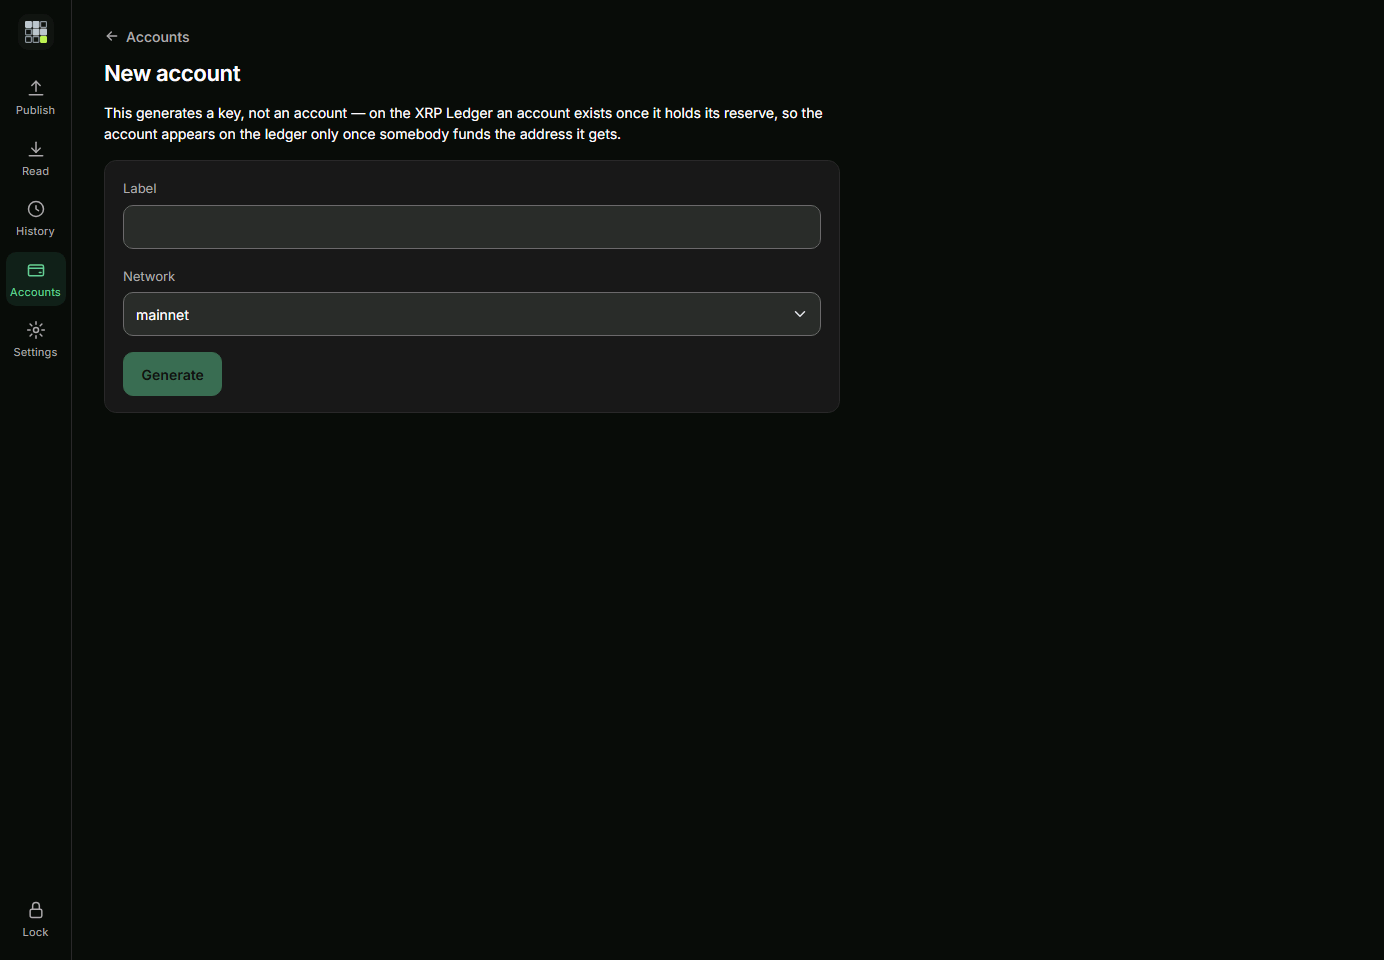 Accounts
New account
This generates a key, not an account — on the XRP Ledger an account exists once it holds its reserve, so the
account appears on the ledger only once somebody funds the address it gets.
Label
Network
mainnet
Generate
Publish
Read
History
Accounts
Settings
Lock